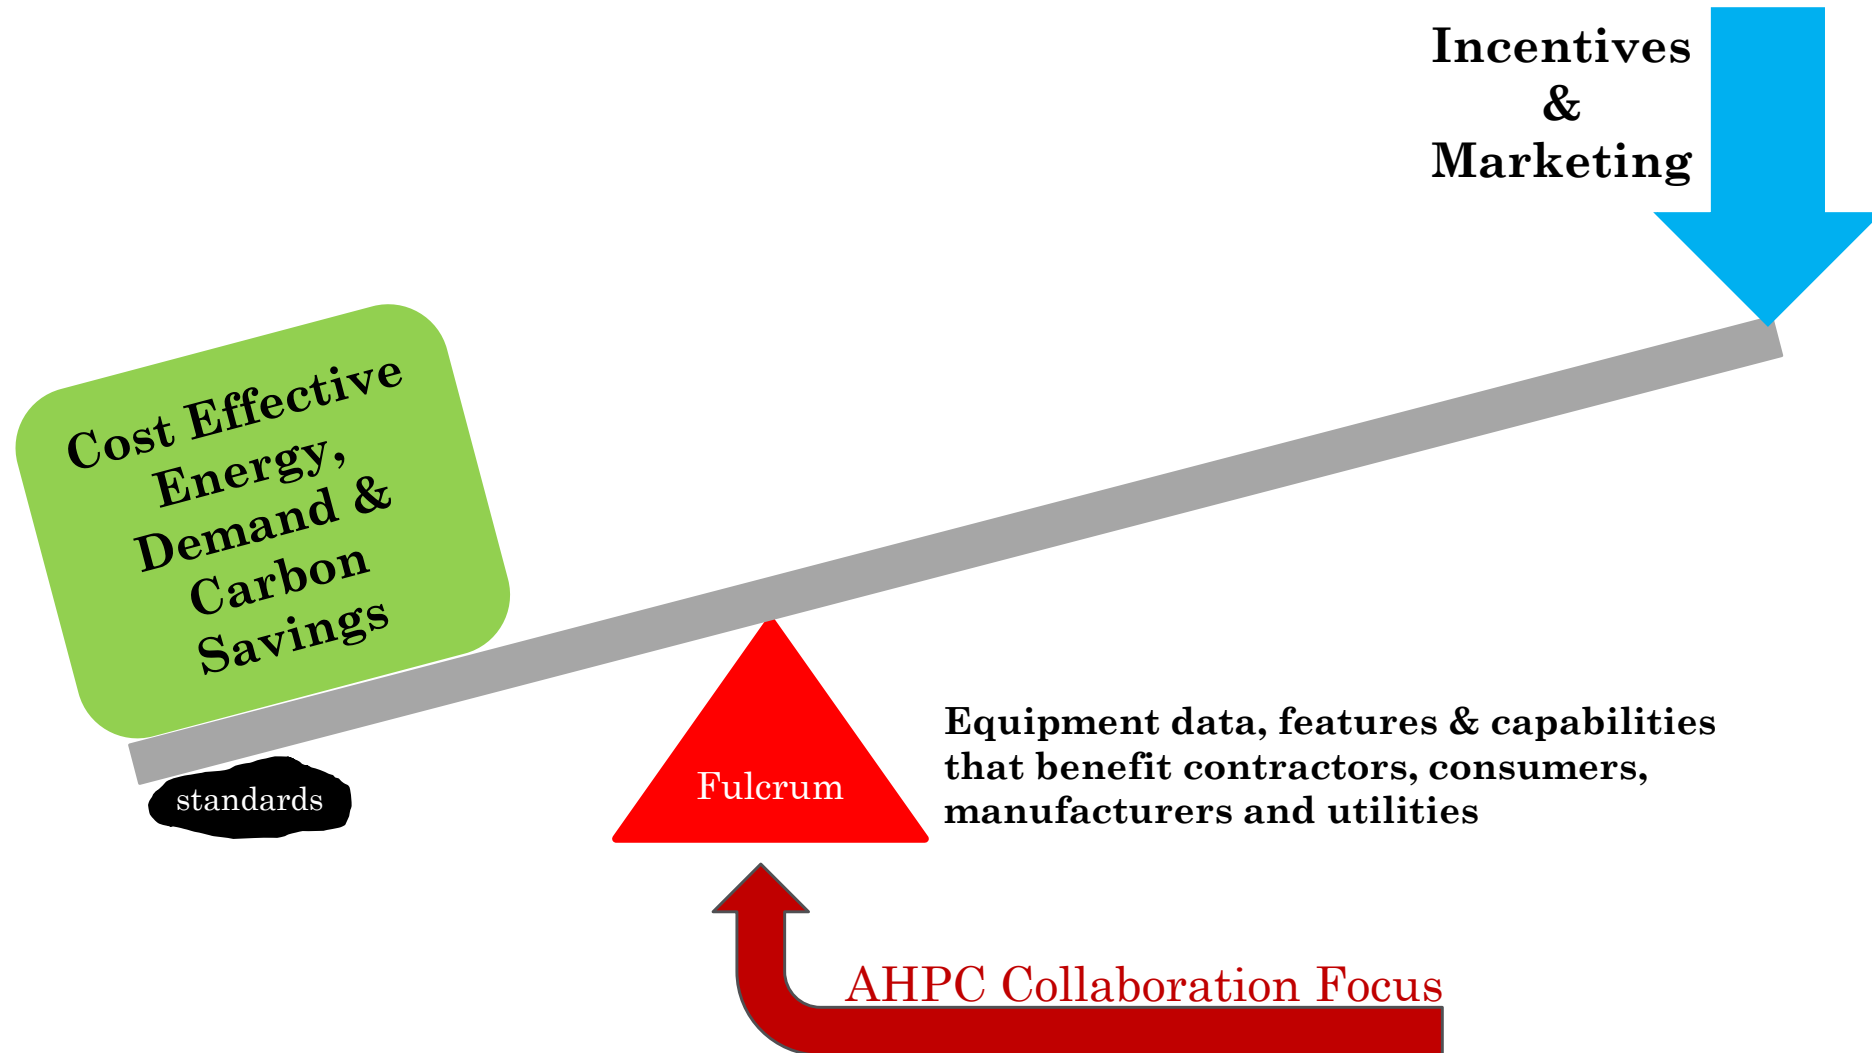 Incentives
&
Marketing
Cost Effective
Energy,
Demand &
Carbon
Savings
standards
Fulcrum
Equipment data, features & capabilities
that benefit contractors, consumers,
manufacturers and utilities
AHPC Collaboration Focus